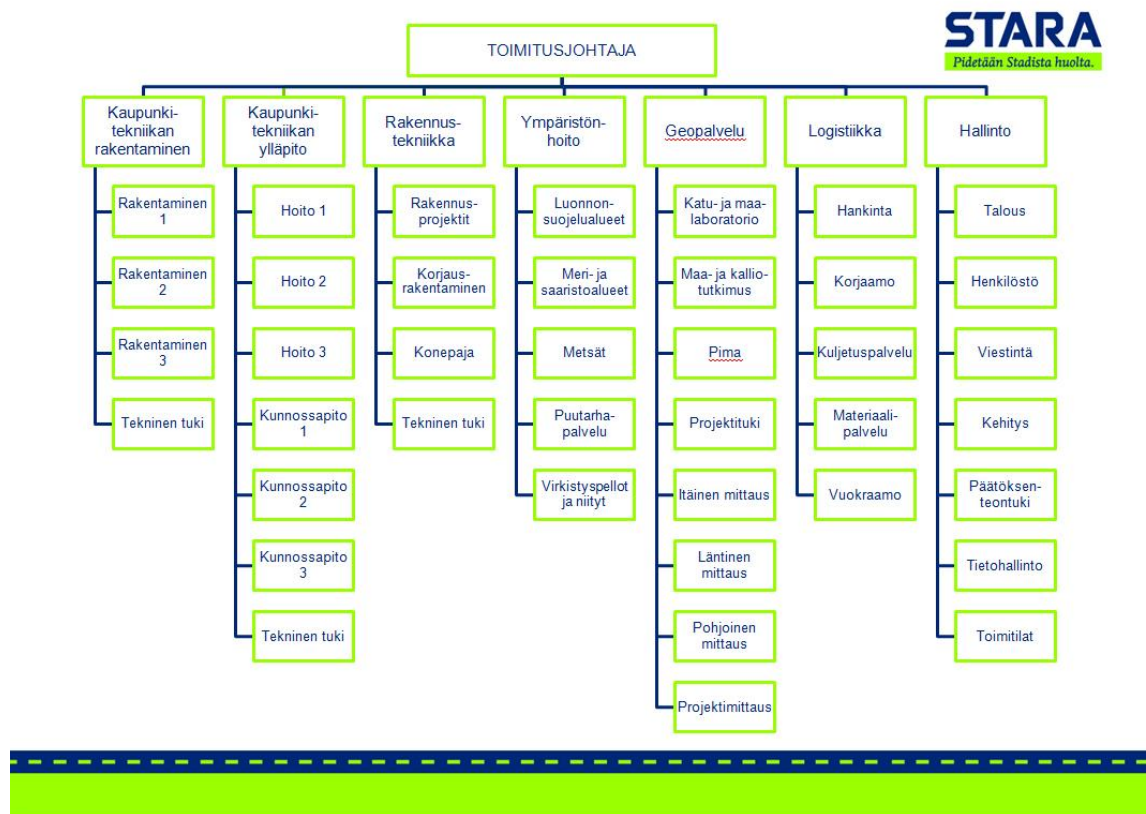 STARA
Pidetään Stadista huolta.
TOIMITUSJOHTAJA
Kaupunki-
tekniikan
rakentaminen
Rakentaminen
1
Rakentaminen
2
Rakentaminen
3
Tekninen tuki
Kaupunki-
tekniikan
ylläpito
Hoito 1
Hoito 2
Hoito 3
Kunnossapito
1
Kunnossapito
2
Kunnossapito
3
Tekninen tuki
Rakennus-
tekniikka
Rakennus-
projektit
Korjaus-
rakentaminen
Konepaja
Tekninen tuki
Ympäristön-
hoito
Luonnon-
suojelualueet
Meri- ja
saaristoalueet
Metsät
Puutarha-
palvelu
Virkistyspellot
ja niityt
Geopalvelu
Katu- ja maa-
laboratorio
Maa- ja kallio-
tutkimus
Pima
Projektituki
Itäinen mittaus
Läntinen
mittaus
Pohjoinen
mittaus
Projektimittaus
Logistiikka
Hankinta
Korjaamo
Kuljetuspalvelu
Materiaali-
palvelu
Vuokraamo
Hallinto
Talous
Henkilöstö
Viestintä
Kehitys
Päätöksen-
teontuki
Tietohallinto
Toimitilat